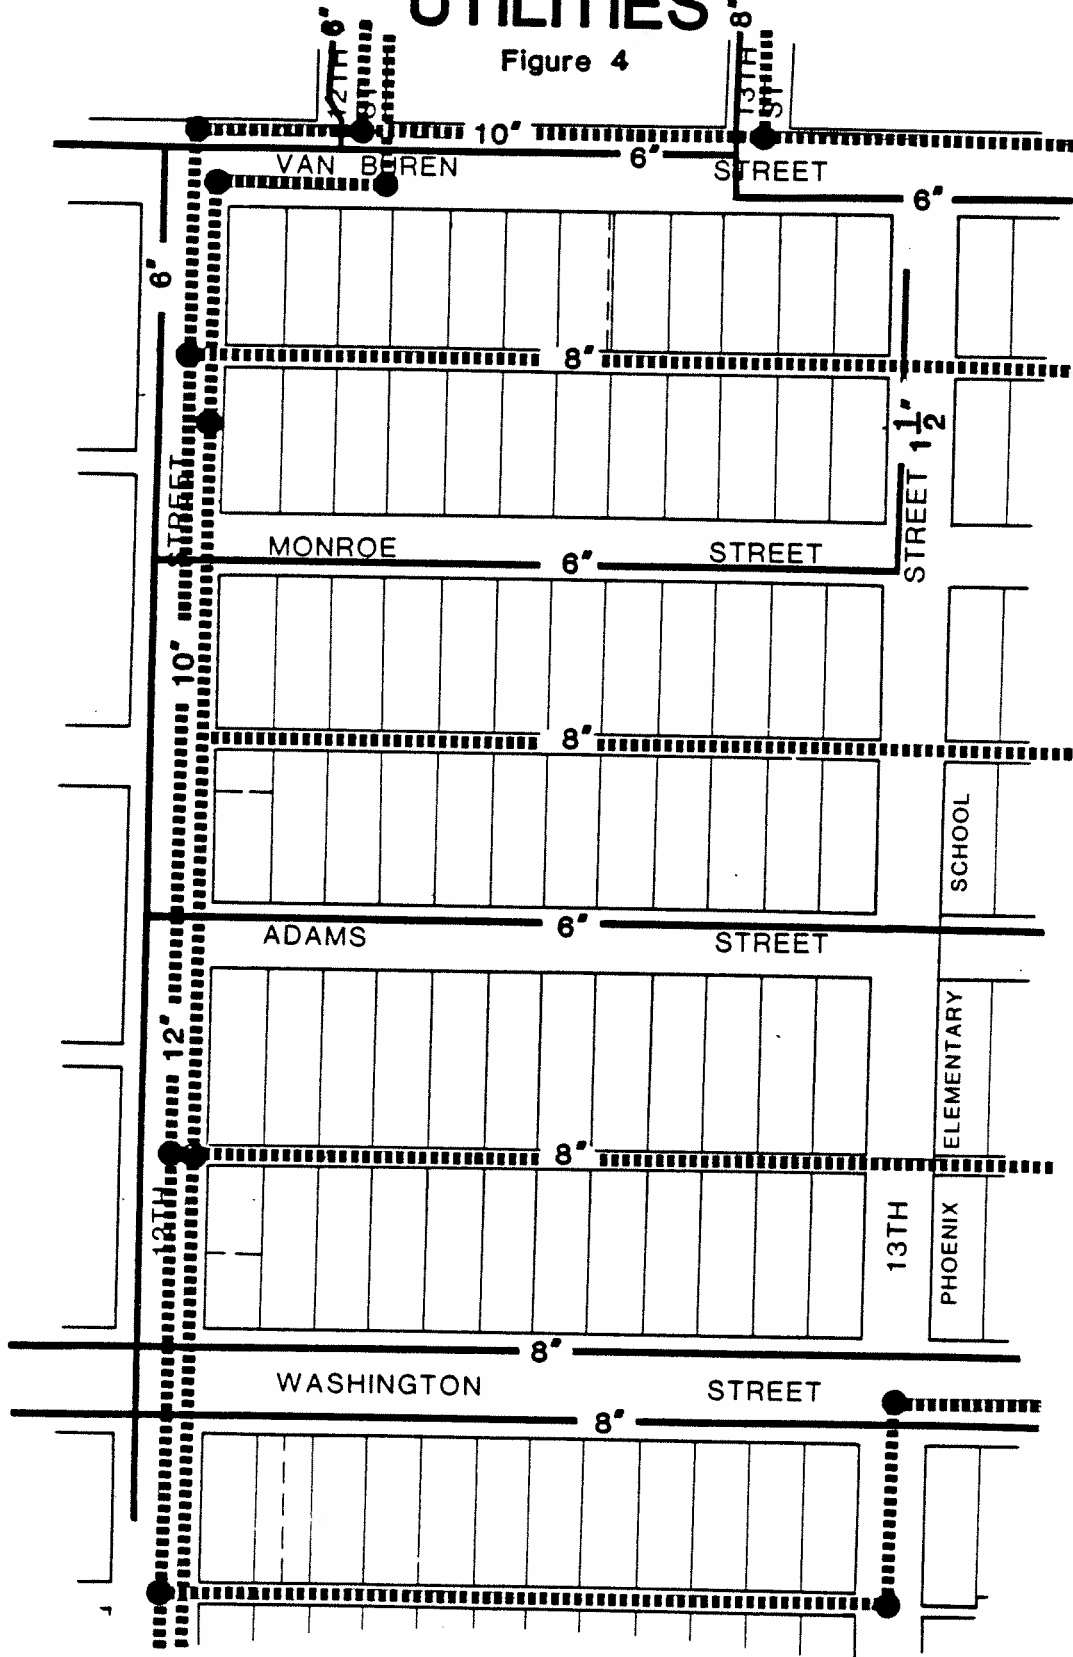 UTILITIES
Figure 4
6"
8"
12TH ST
13TH ST
10"
6"
VAN BUREN STREET
6"
6"
8"
1 1/2"
STREET
STREET
MONROE STREET
6"
10"
8"
SCHOOL
6"
ADAMS STREET
12"
ELEMENTARY
8"
12TH
13TH
PHOENIX
8"
WASHINGTON STREET
8"